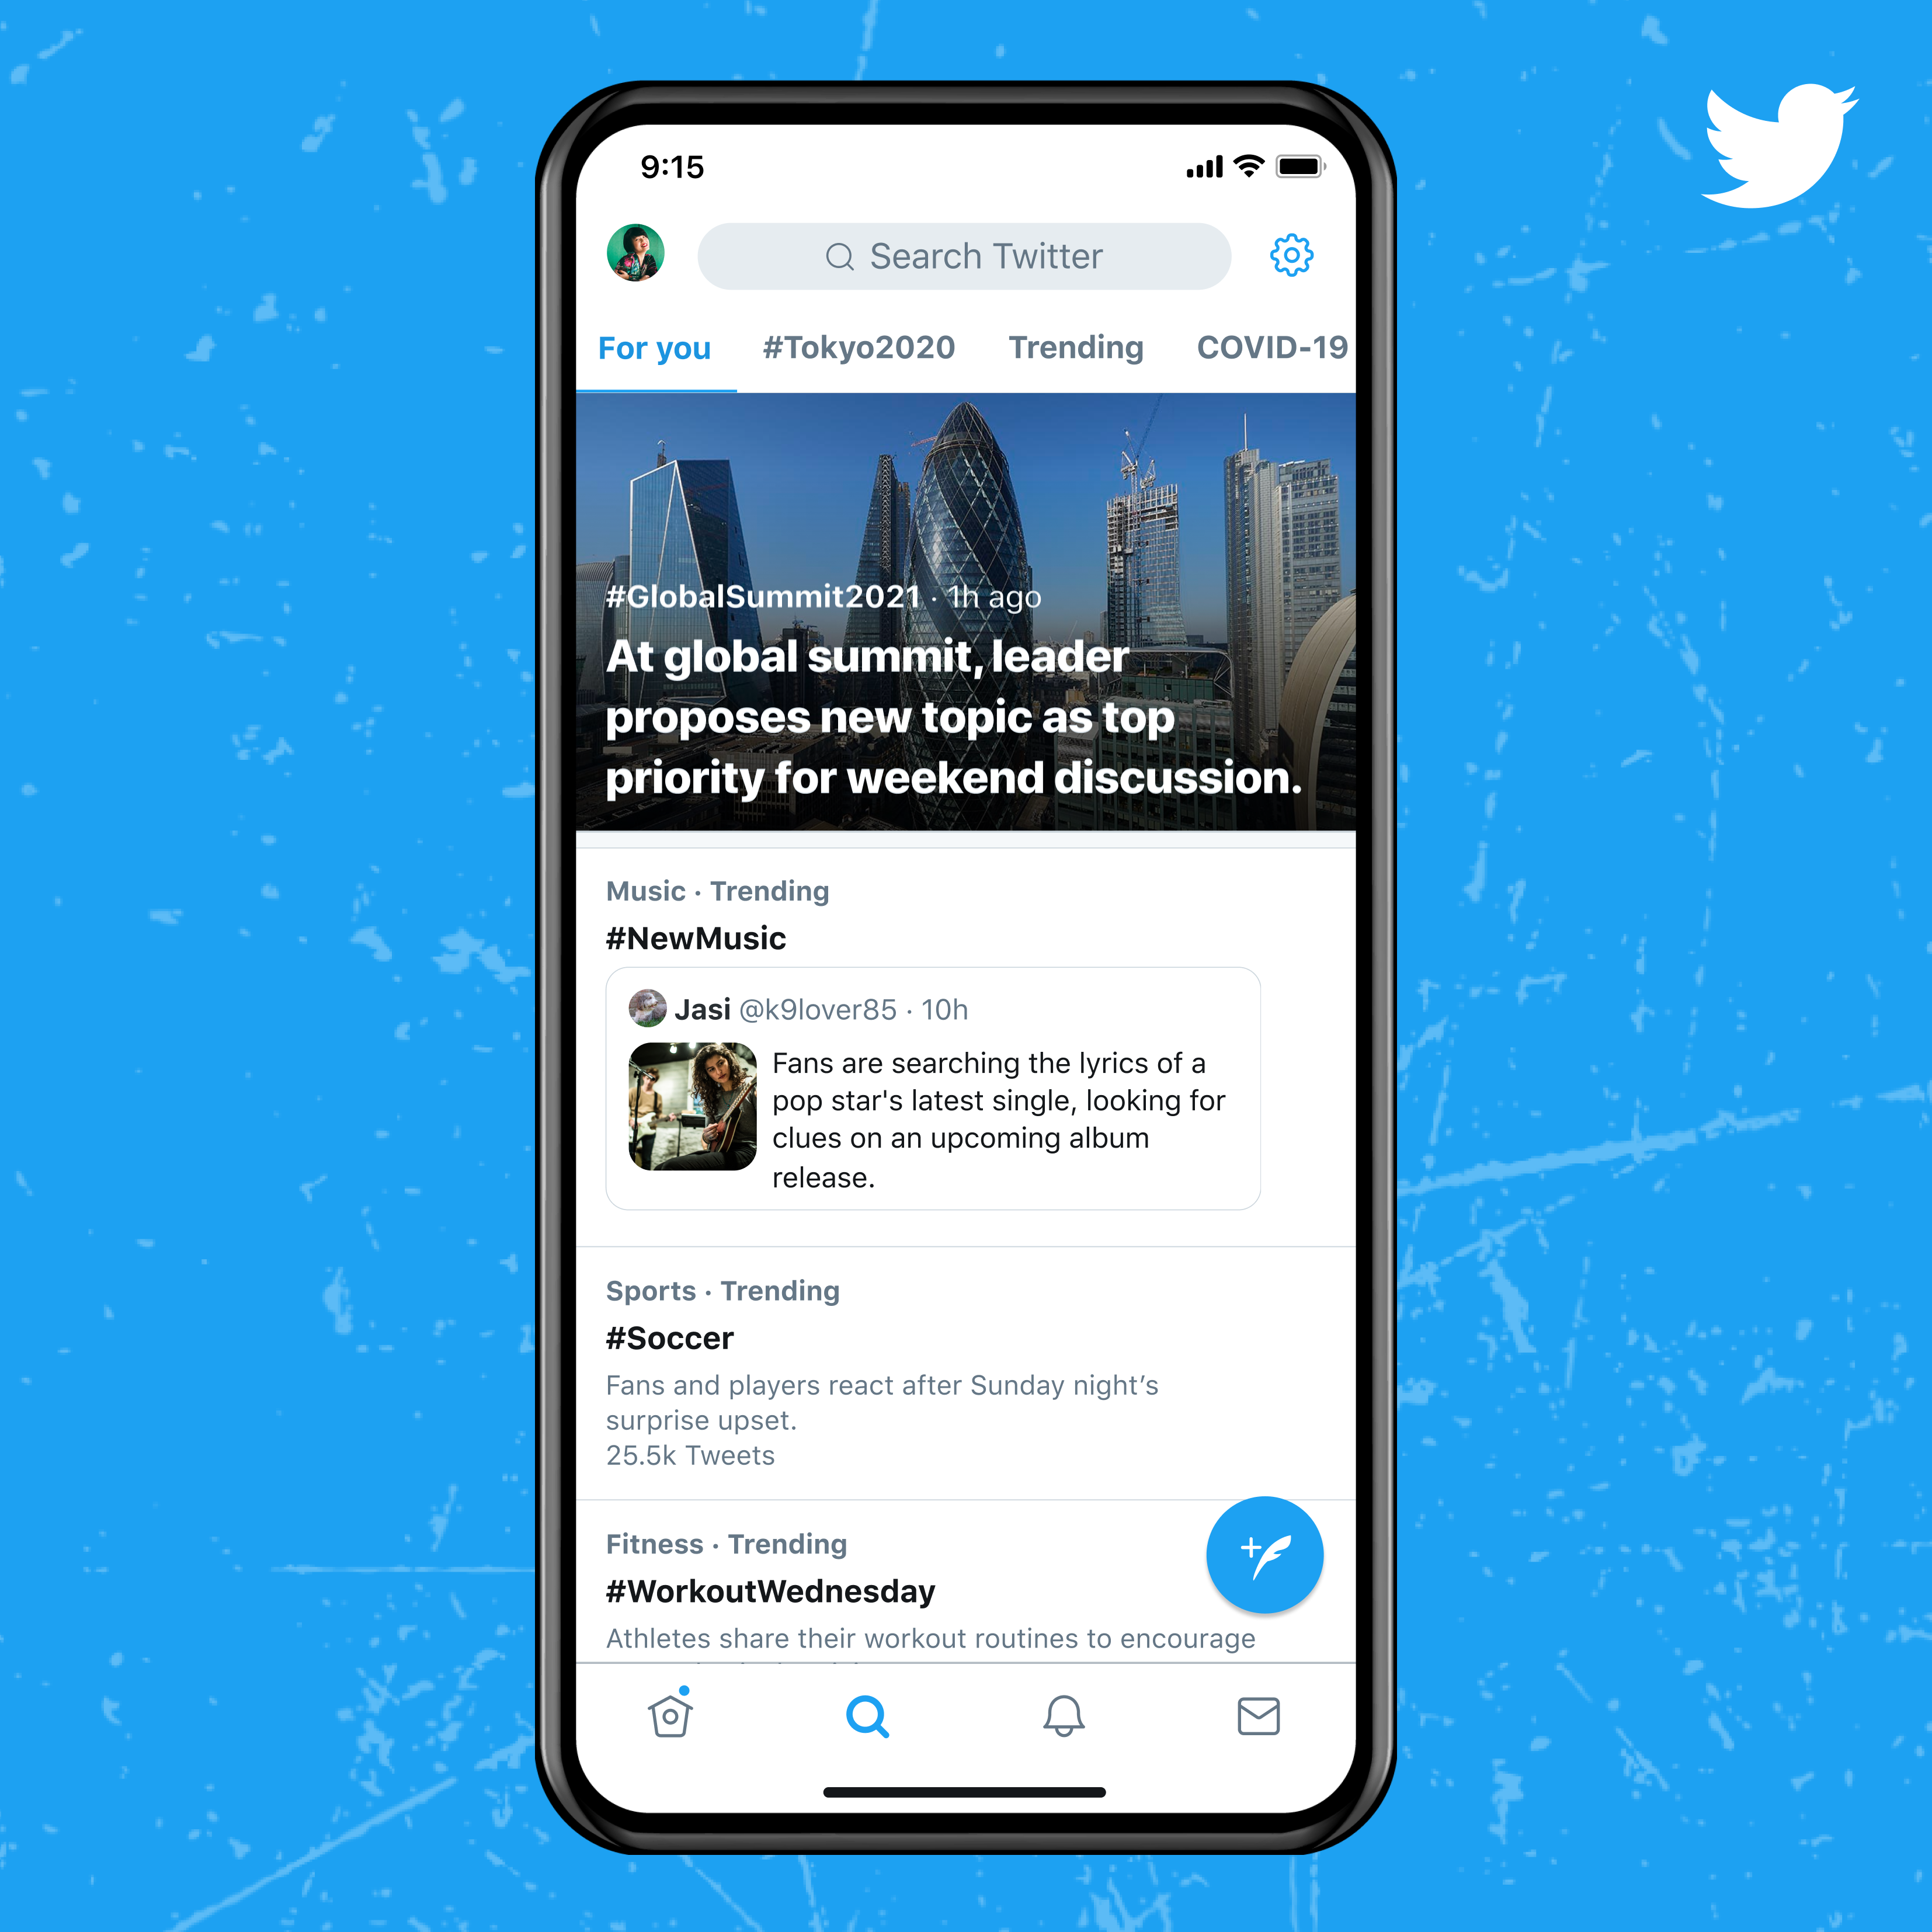 9:15
Search Twitter
For you #Tokyo2020 Trending COVID-19
#GlobalSummit2021 · 1h ago
At global summit, leader
proposes new topic as top
priority for weekend discussion.
Music · Trending
#NewMusic
Jasi @k9lover85 · 10h
Fans are searching the lyrics of a
pop star's latest single, looking for
clues on an upcoming album
release.
Sports · Trending
#Soccer
Fans and players react after Sunday night’s
surprise upset.
25.5k Tweets
Fitness · Trending
#WorkoutWednesday
Athletes share their workout routines to encourage